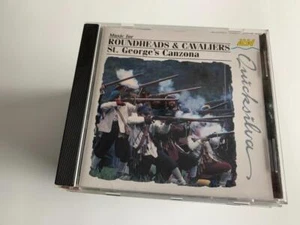 Music for
ROUNDHEADS & CAVALIERS
St. George's Canzona
Quicksilva